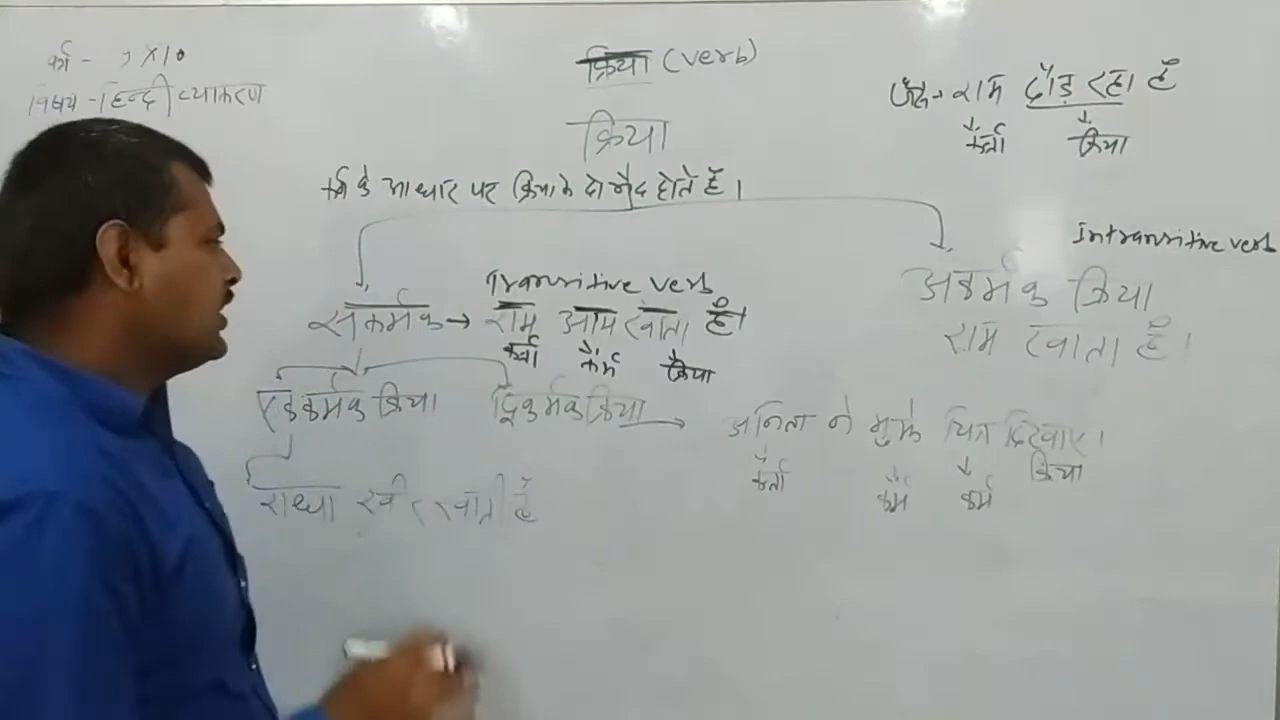 वर्ग - 9 X 10
विषय - हिन्दी व्याकरण
क्रिया (verb)
क्रिया
जैसे- राम दौड़ रहा है
कर्ता क्रिया
कर्म के आधार पर क्रिया के दो भेद होते हैं।
Intransitive verb
अकर्मक क्रिया
राम खाता है।
Transitive verb
सकर्मक → राम आम खाता है।
कर्ता कर्म क्रिया
एककर्मक क्रिया द्विकर्मक क्रिया → अनिता ने मुझे चित्र दिखाए।
कर्ता कर्म कर्म क्रिया
राधा खीर खाती है